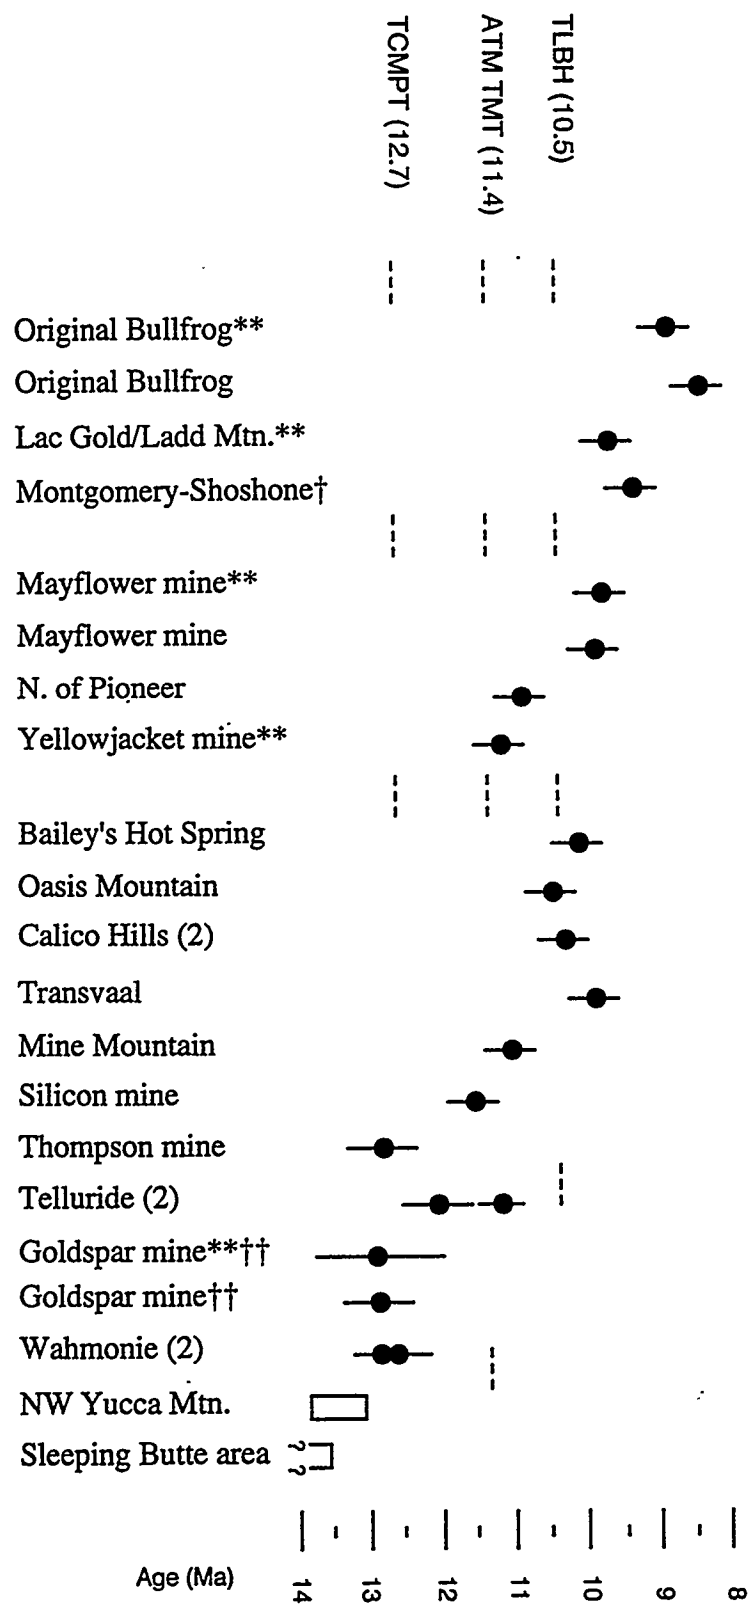 TCMPT (12.7)
ATM TMT (11.4)
TLBH (10.5)
Original Bullfrog**
Original Bullfrog
Lac Gold/Ladd Mtn.**
Montgomery-Shoshone†
Mayflower mine**
Mayflower mine
N. of Pioneer
Yellowjacket mine**
Bailey's Hot Spring
Oasis Mountain
Calico Hills (2)
Transvaal
Mine Mountain
Silicon mine
Thompson mine
Telluride (2)
Goldspar mine**††
Goldspar mine††
Wahmonie (2)
NW Yucca Mtn.
Sleeping Butte area ? ?
Age (Ma) 14 13 12 11 10 9 8